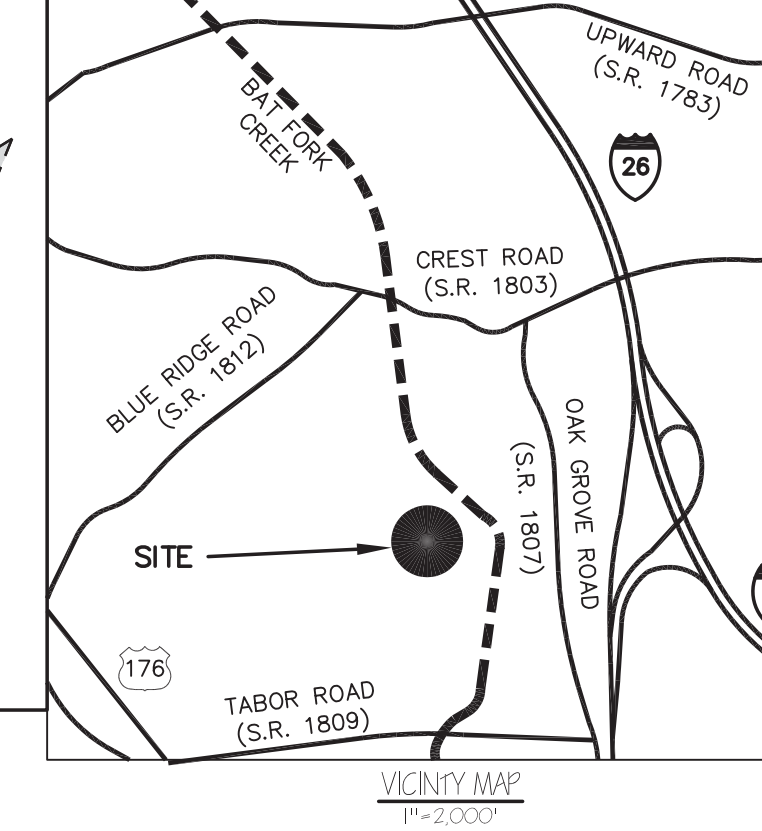 UPWARD ROAD
(S.R. 1783)
BAT FORK
CREEK
26
CREST ROAD
(S.R. 1803)
BLUE RIDGE ROAD
(S.R. 1812)
OAK GROVE ROAD
(S.R. 1807)
SITE
176
TABOR ROAD
(S.R. 1809)
VICINTY MAP
1"=2,000'